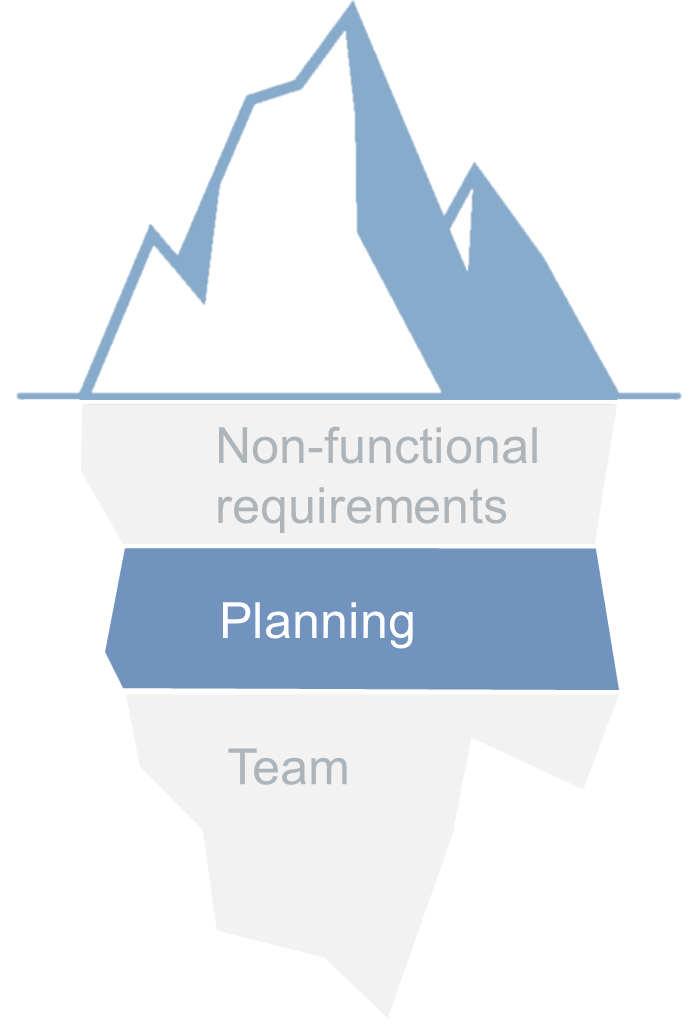 Non-functional
requirements
Planning
Team